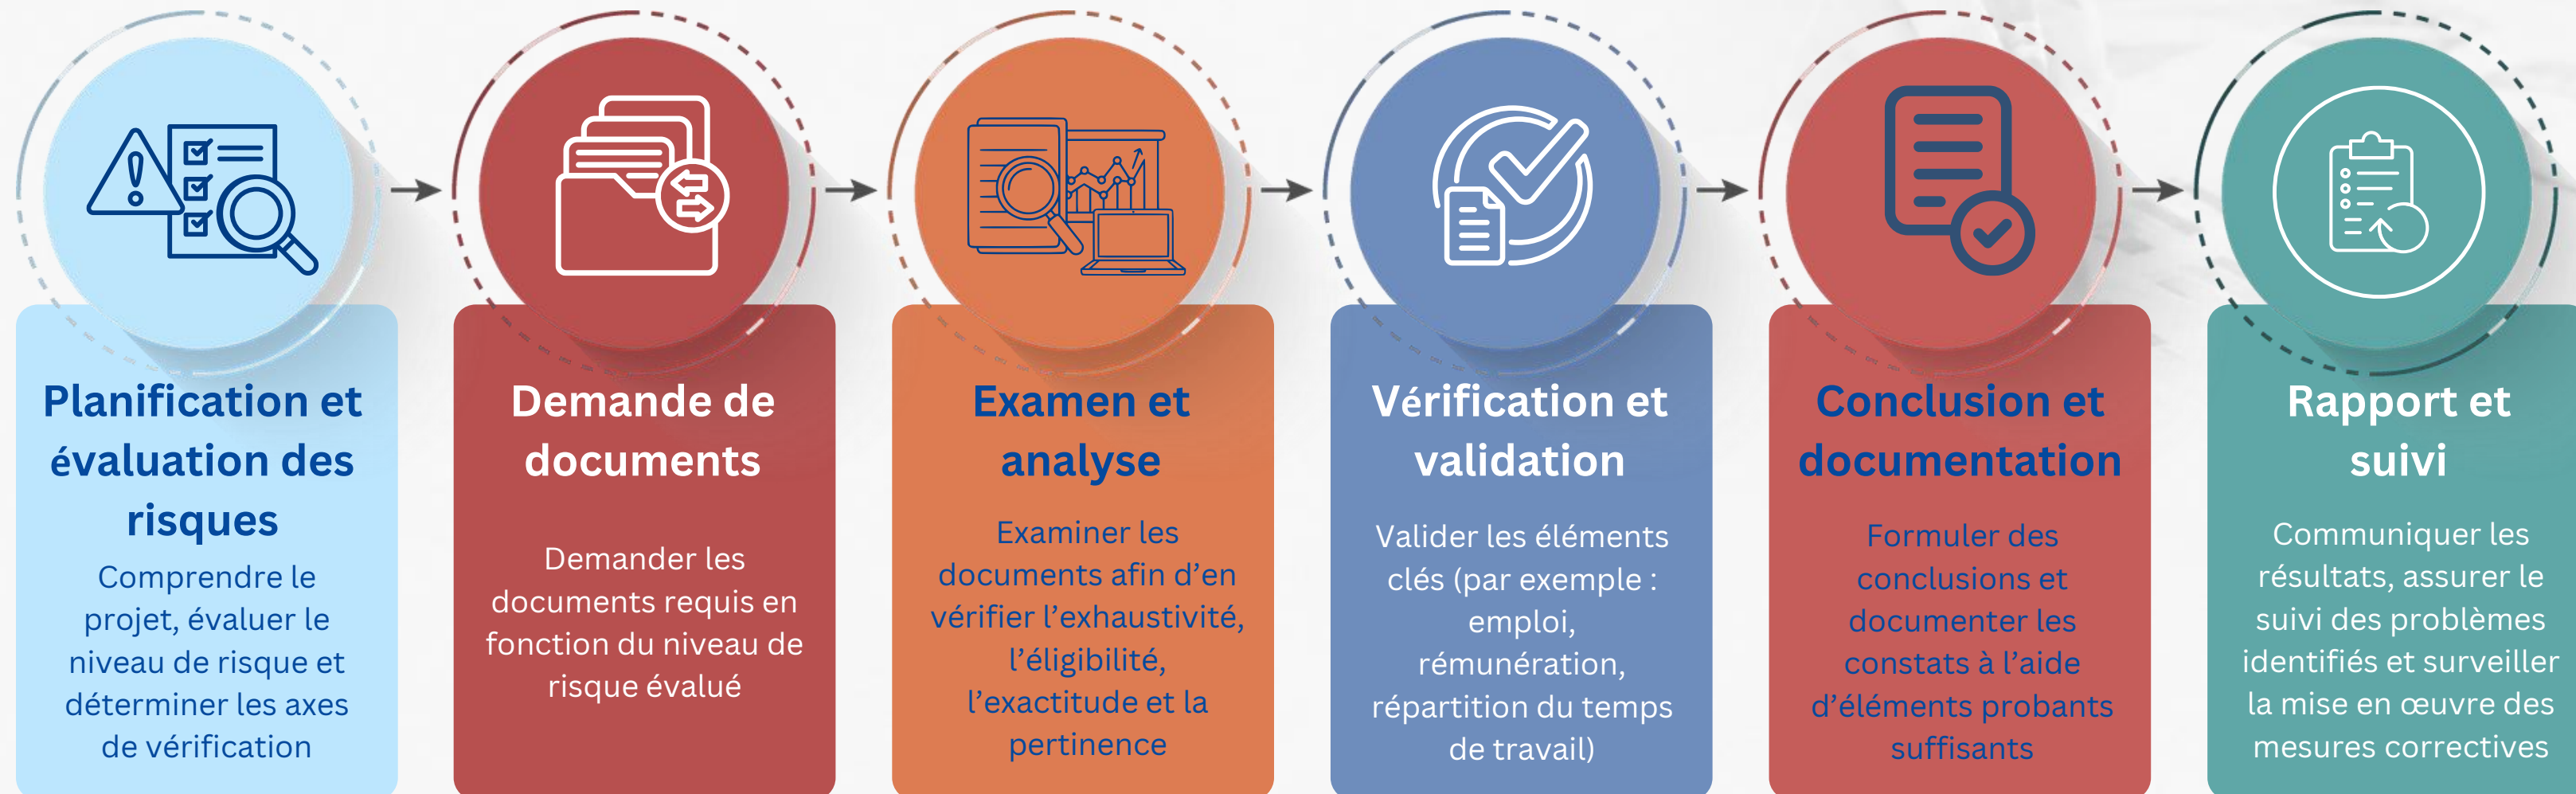 Planification et
évaluation des
risques
Comprendre le
projet, évaluer le
niveau de risque et
déterminer les axes
de vérification
Demande de
documents
Demander les
documents requis en
fonction du niveau de
risque évalué
Examen et
analyse
Examiner les
documents afin d’en
vérifier l’exhaustivité,
l’éligibilité,
l’exactitude et la
pertinence
Vérification et
validation
Valider les éléments
clés (par exemple :
emploi,
rémunération,
répartition du temps
de travail)
Conclusion et
documentation
Formuler des
conclusions et
documenter les
constats à l’aide
d’éléments probants
suffisants
Rapport et
suivi
Communiquer les
résultats, assurer le
suivi des problèmes
identifiés et surveiller
la mise en œuvre des
mesures correctives